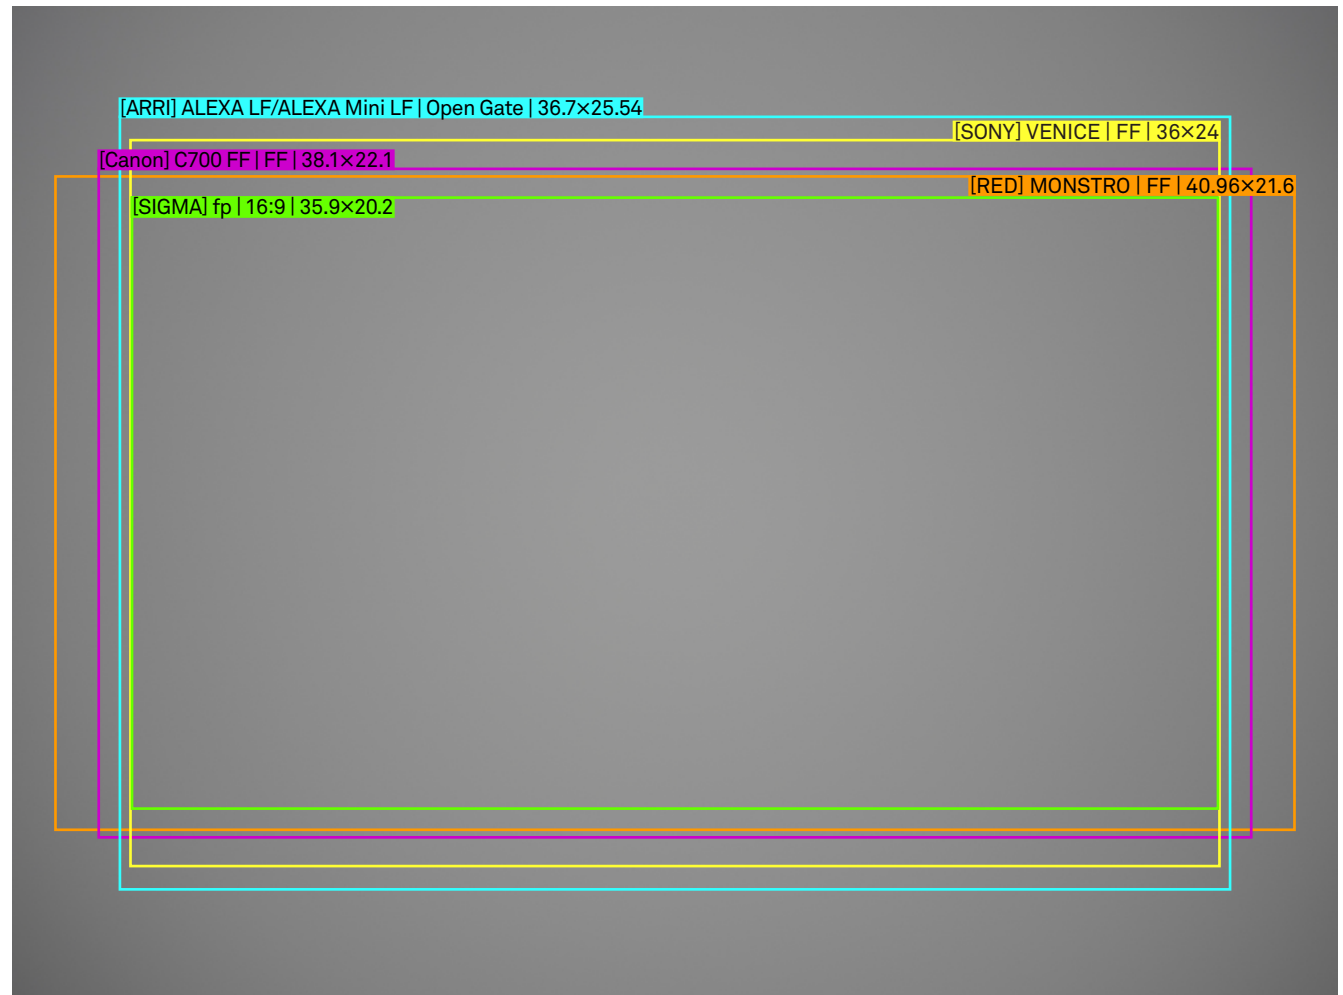 [ARRI] ALEXA LF/ALEXA Mini LF | Open Gate | 36.7×25.54
[SONY] VENICE | FF | 36×24
[Canon] C700 FF | FF | 38.1×22.1
[RED] MONSTRO | FF | 40.96×21.6
[SIGMA] fp | 16:9 | 35.9×20.2